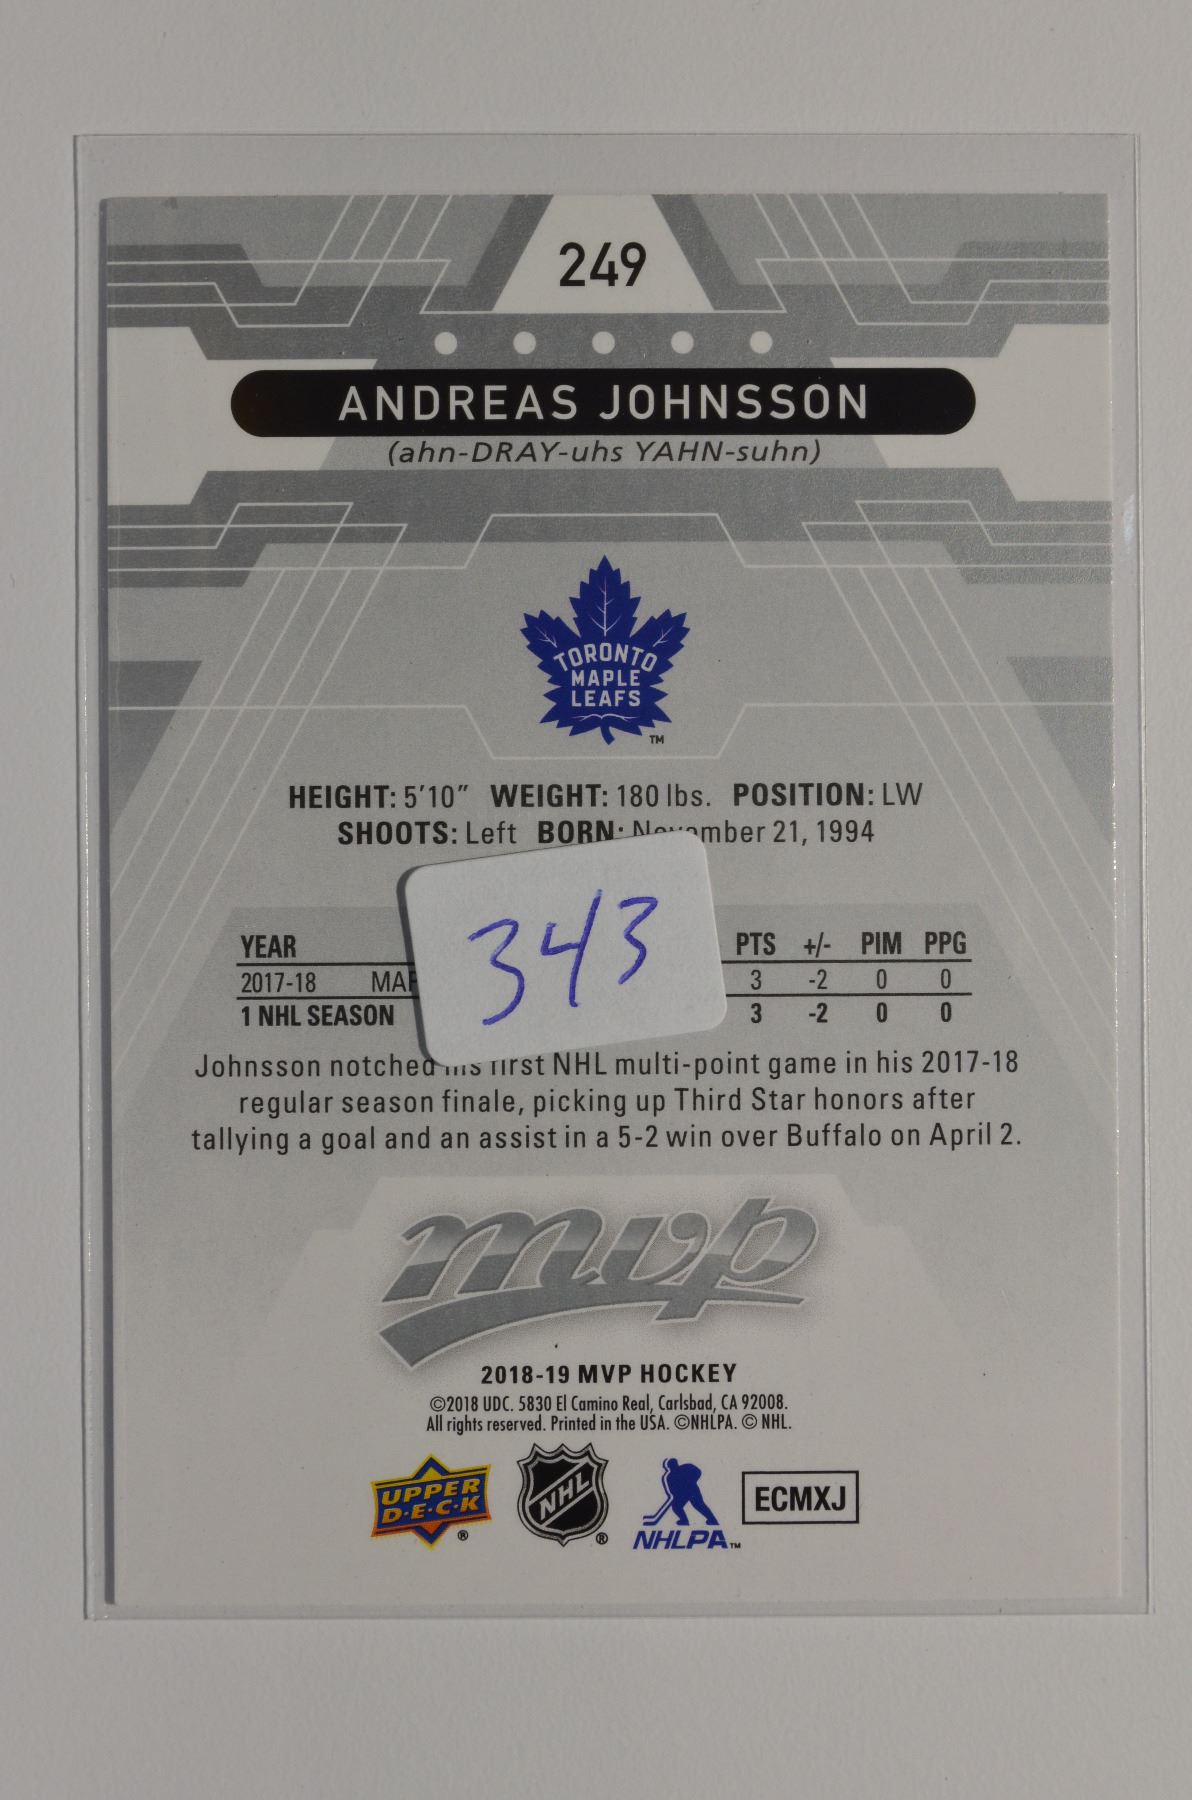 249
ANDREAS JOHNSSON
(ahn-DRAY-uhs YAHN-suhn)
TORONTO
MAPLE
LEAFS
TM
HEIGHT: 5'10" WEIGHT: 180 lbs. POSITION: LW
SHOOTS: Left BORN: November 21, 1994
343
YEAR PTS +/- PIM PPG
2017-18 3 -2 0 0
1 NHL SEASON 3 -2 0 0
Johnsson notched his first NHL multi-point game in his 2017-18
regular season finale, picking up Third Star honors after
tallying a goal and an assist in a 5-2 win over Buffalo on April 2.
mvp
2018-19 MVP HOCKEY
©2018 UDC. 5830 El Camino Real, Carlsbad, CA 92008.
All rights reserved. Printed in the USA. ©NHLPA. © NHL.
UPPER
D·E·C·K
®
NHL
®
NHLPA™
ECMXJ